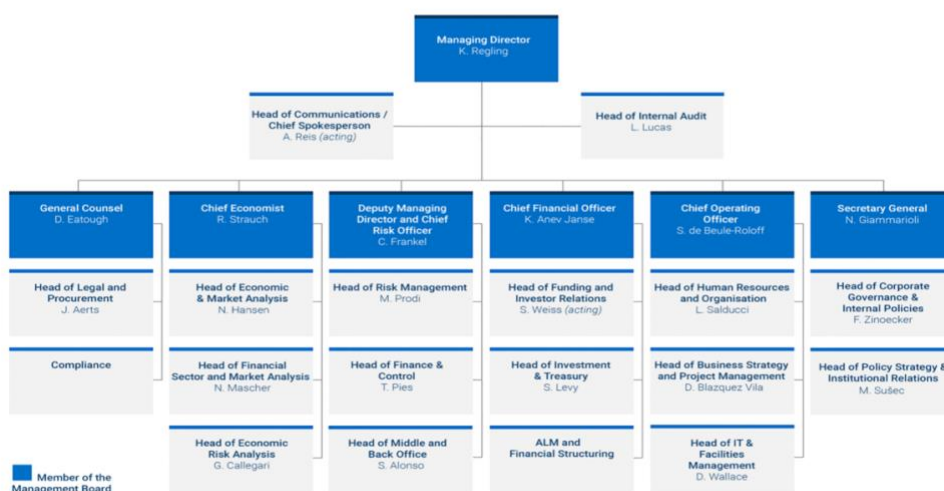 Managing Director
K. Regling
Head of Communications /
Chief Spokesperson
A. Reis (acting)
Head of Internal Audit
L. Lucas
General Counsel
D. Eatough
Chief Economist
R. Strauch
Deputy Managing
Director and Chief
Risk Officer
C. Frankel
Chief Financial Officer
K. Anev Janse
Chief Operating
Officer
S. de Beule-Roloff
Secretary General
N. Giammarioli
Head of Legal and
Procurement
J. Aerts
Head of Economic
& Market Analysis
N. Hansen
Head of Risk Management
M. Prodi
Head of Funding and
Investor Relations
S. Weiss (acting)
Head of Human Resources
and Organisation
L. Salducci
Head of Corporate
Governance &
Internal Policies
F. Zinoecker
Compliance
Head of Financial
Sector and Market Analysis
N. Mascher
Head of Finance &
Control
T. Pies
Head of Investment
& Treasury
S. Levy
Head of Business Strategy
and Project Management
D. Blazquez Vila
Head of Policy Strategy &
Institutional Relations
M. Sušec
Head of Economic
Risk Analysis
G. Callegari
Head of Middle and
Back Office
S. Alonso
ALM and
Financial Structuring
Head of IT &
Facilities
Management
D. Wallace
Member of the
Management Board